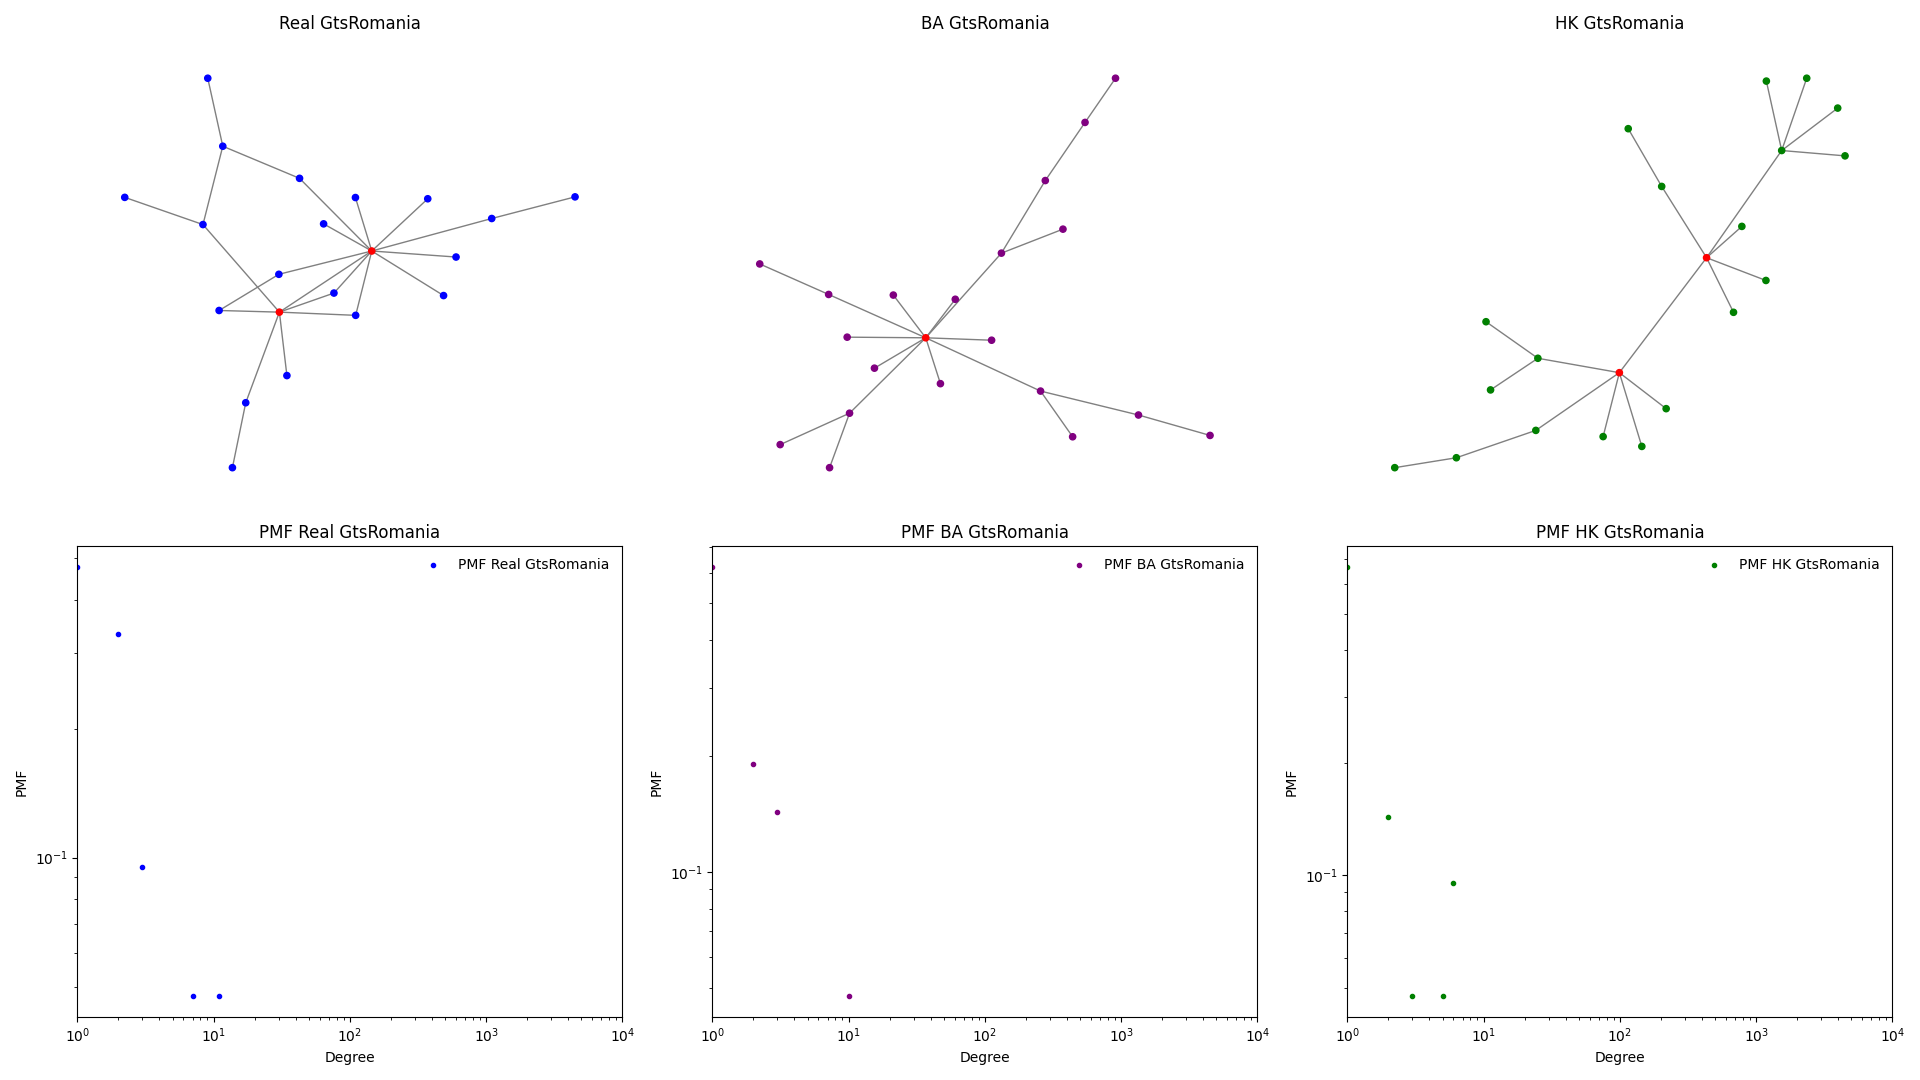 Real GtsRomania
BA GtsRomania
HK GtsRomania
PMF Real GtsRomania
PMF Real GtsRomania
PMF
10⁻¹
10⁰ 10¹ 10² 10³ 10⁴
Degree
PMF BA GtsRomania
PMF BA GtsRomania
PMF
10⁻¹
10⁰ 10¹ 10² 10³ 10⁴
Degree
PMF HK GtsRomania
PMF HK GtsRomania
PMF
10⁻¹
10⁰ 10¹ 10² 10³ 10⁴
Degree